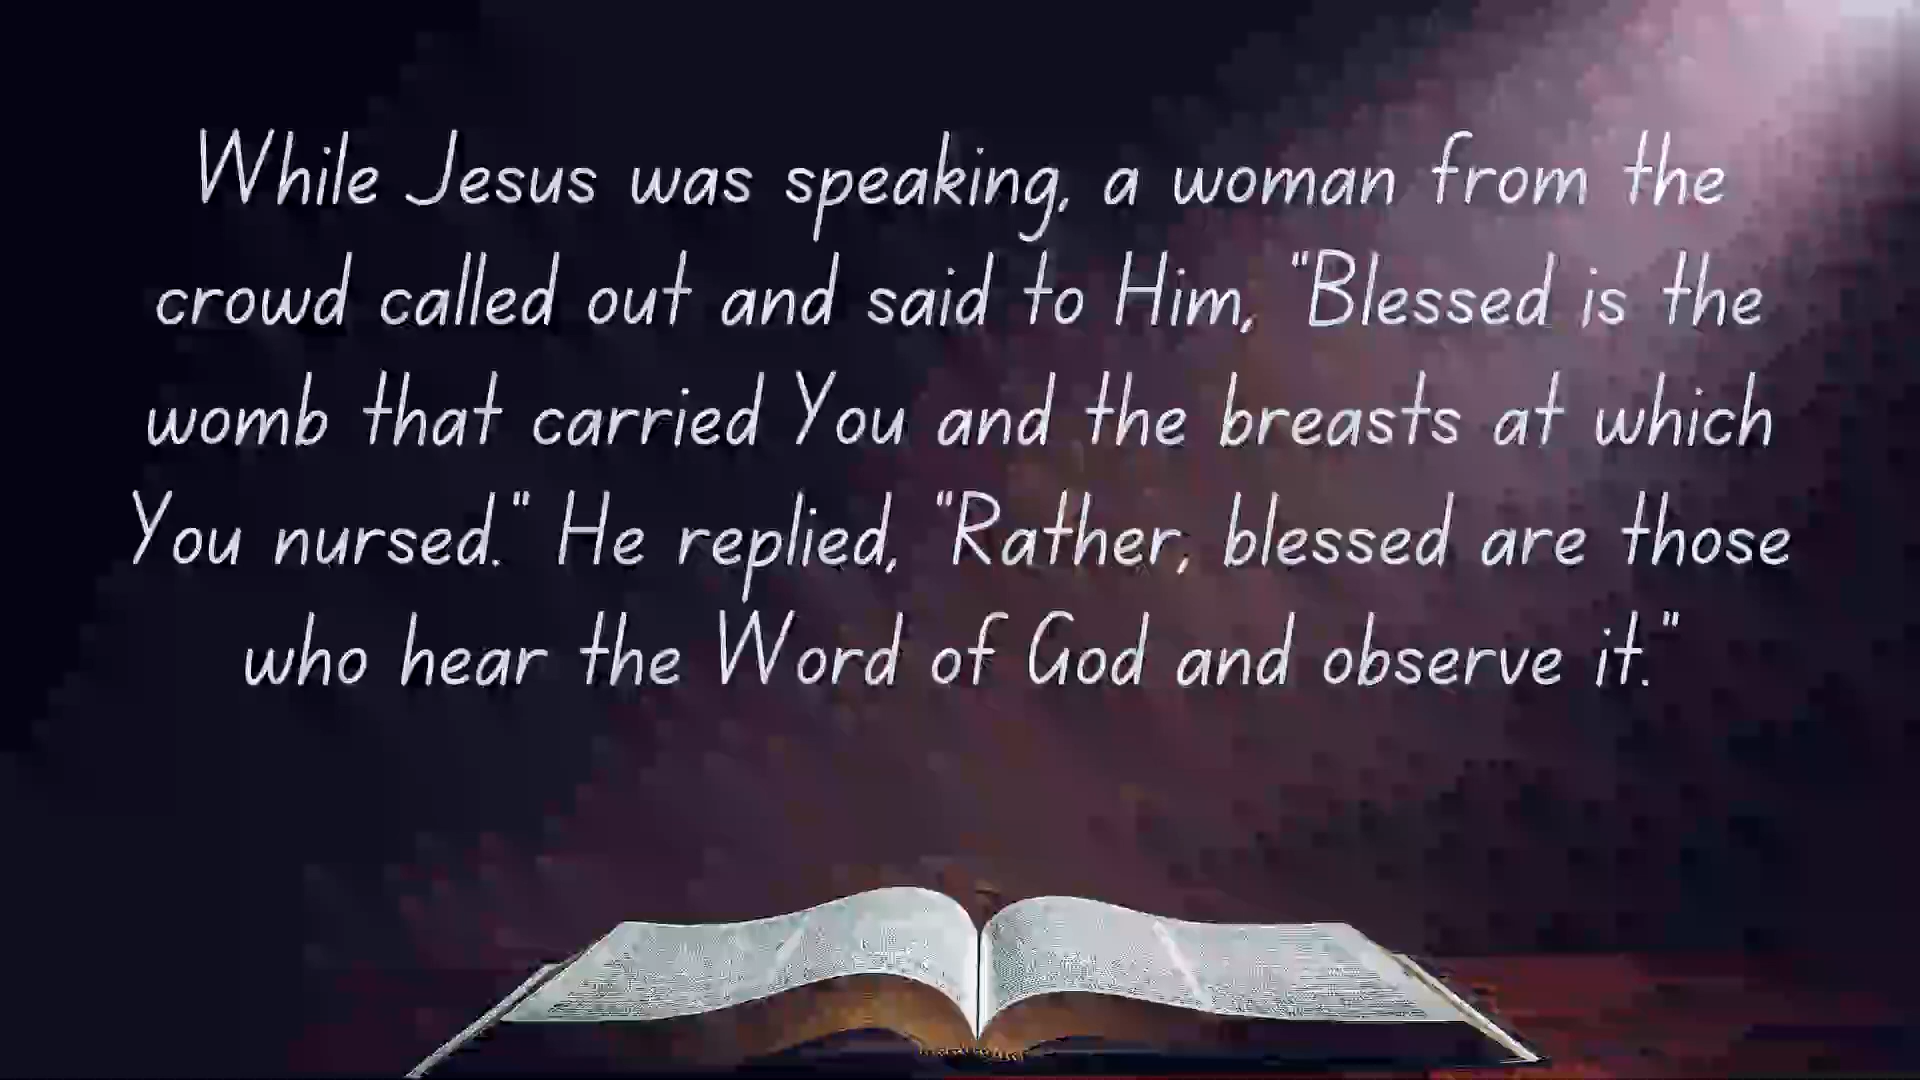 While Jesus was speaking, a woman from the
crowd called out and said to Him, "Blessed is the
womb that carried You and the breasts at which
You nursed." He replied, "Rather, blessed are those
who hear the Word of God and observe it."